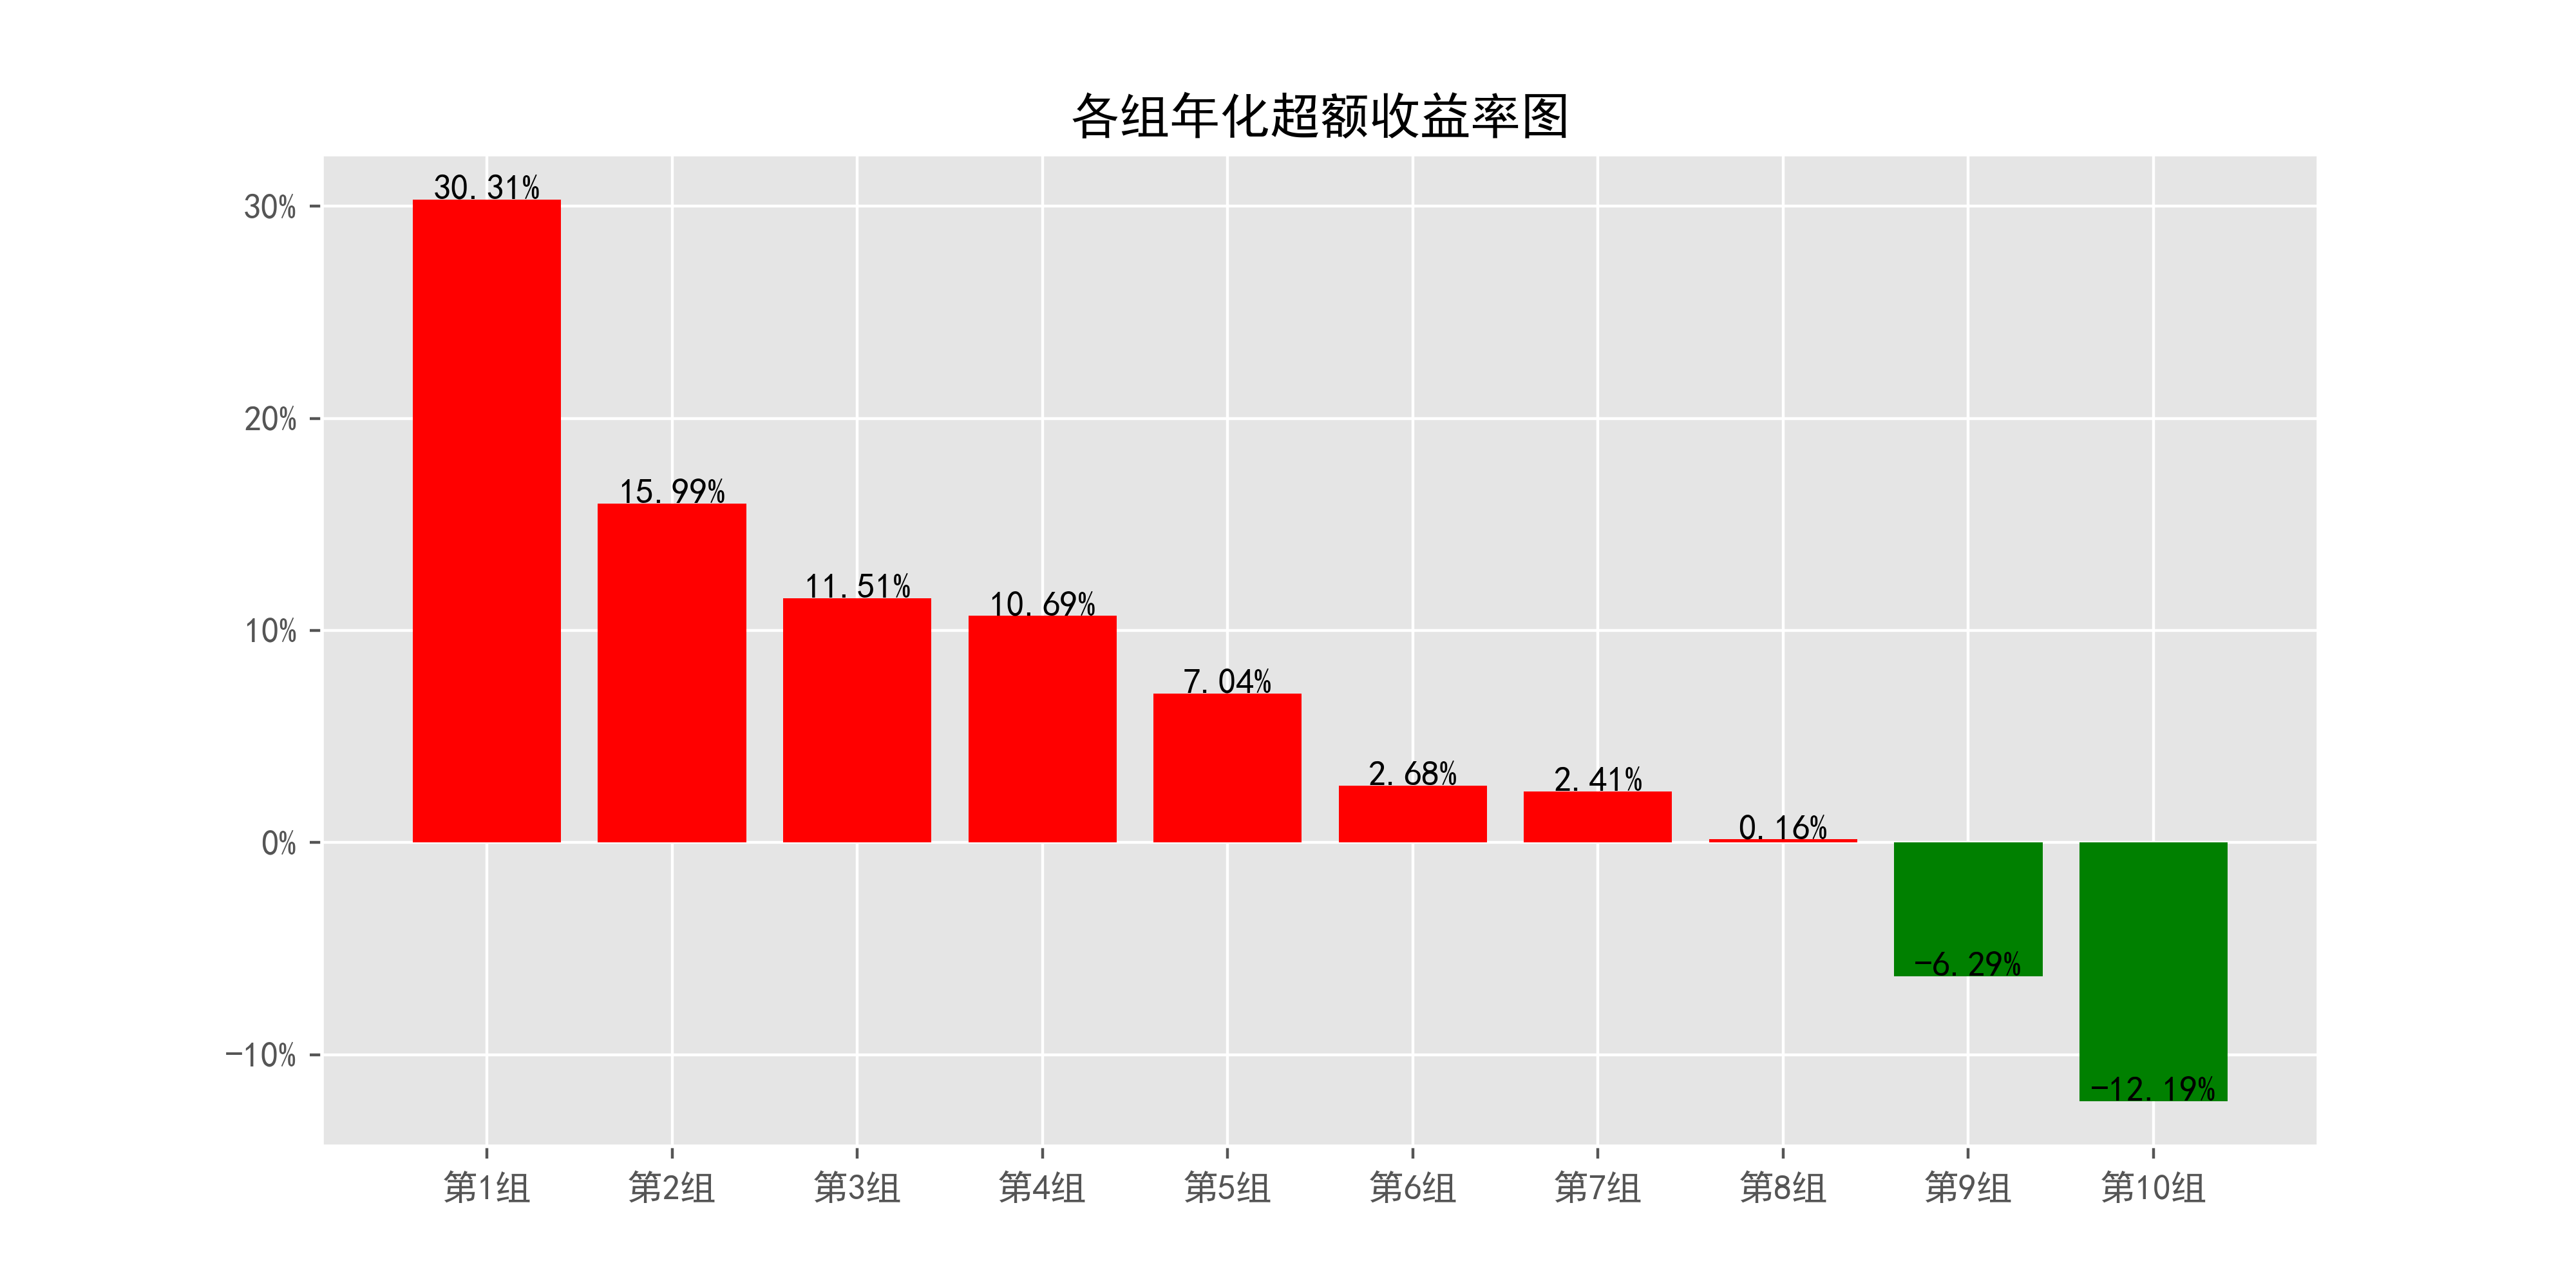 各组年化超额收益率图
30%
20%
10%
0%
−10%
30.31%
15.99%
11.51%
10.69%
7.04%
2.68%
2.41%
0.16%
−6.29%
−12.19%
第1组
第2组
第3组
第4组
第5组
第6组
第7组
第8组
第9组
第10组